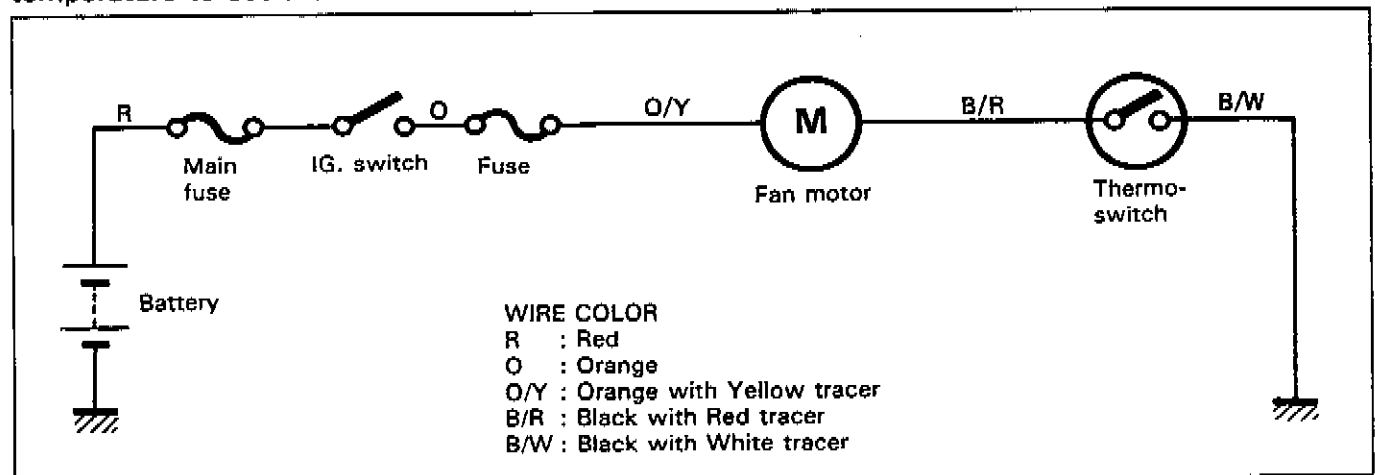 R
O
O/Y
M
B/R
B/W
Main
fuse
IG. switch
Fuse
Fan motor
Thermo-
switch
Battery
WIRE COLOR
R : Red
O : Orange
O/Y : Orange with Yellow tracer
B/R : Black with Red tracer
B/W : Black with White tracer